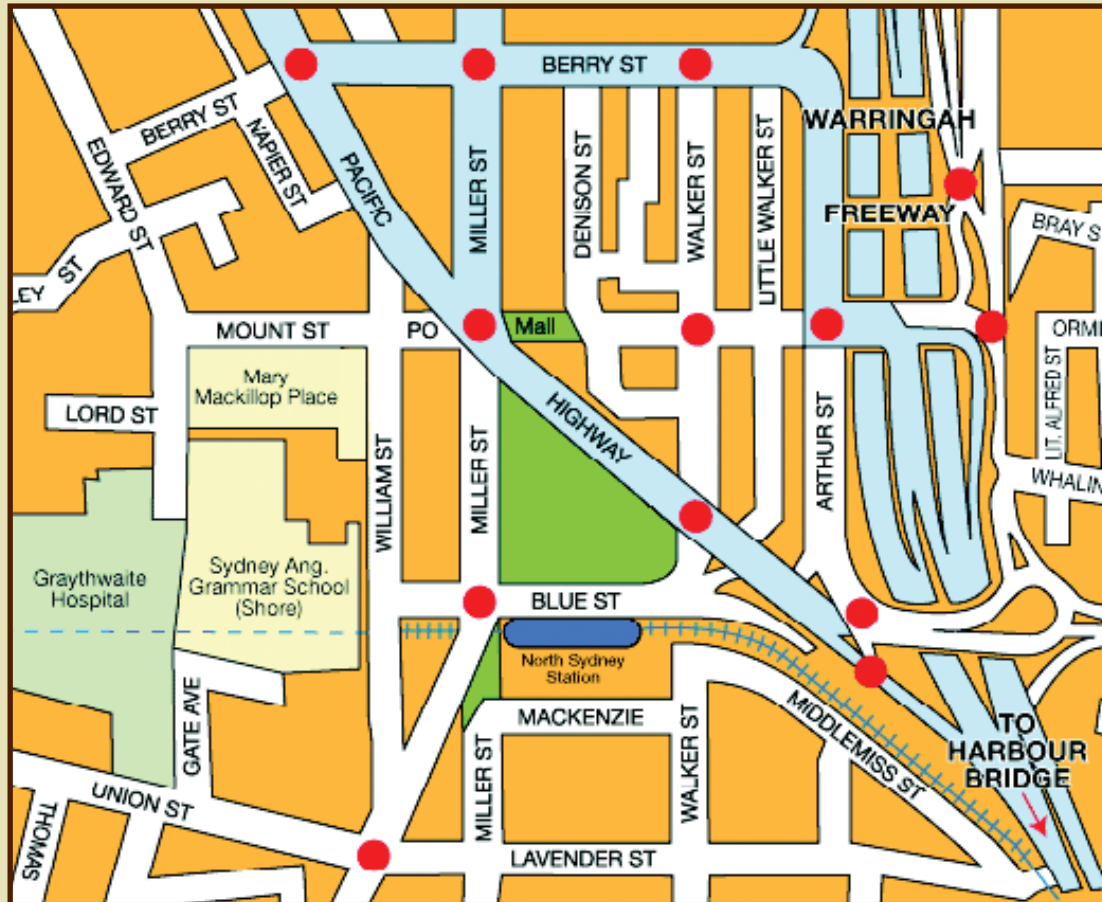 BERRY ST
BERRY ST
NAPIER ST
EDWARD ST
PACIFIC
MILLER ST
DENISON ST
WALKER ST
LITTLE WALKER ST
WARRINGAH
FREEWAY
BRAY S
LEY ST
MOUNT ST
PO
Mall
ORM
Mary
Mackillop Place
LORD ST
HIGHWAY
LIT. ALFRED ST
WILLIAM ST
MILLER ST
ARTHUR ST
WHALIN
Graythwaite
Hospital
Sydney Ang.
Grammar School
(Shore)
BLUE ST
North Sydney
Station
GATE AVE
MACKENZIE
MIDDLEMISS ST
TO
HARBOUR
BRIDGE
UNION ST
THOMAS
MILLER ST
WALKER ST
LAVENDER ST